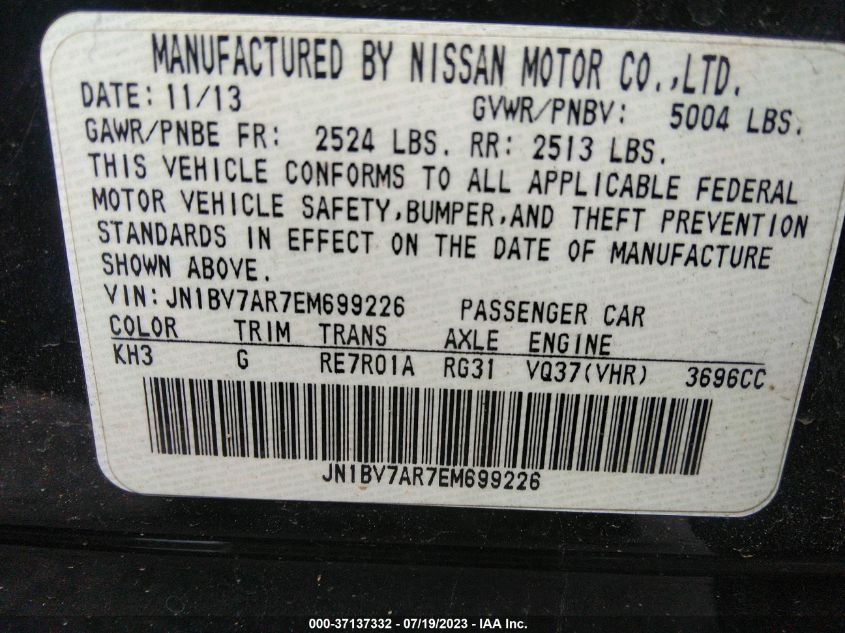 MANUFACTURED BY NISSAN MOTOR CO.,LTD.
DATE: 11/13 GVWR/PNBV: 5004 LBS.
GAWR/PNBE FR: 2524 LBS. RR: 2513 LBS.
THIS VEHICLE CONFORMS TO ALL APPLICABLE FEDERAL
MOTOR VEHICLE SAFETY,BUMPER,AND THEFT PREVENTION
STANDARDS IN EFFECT ON THE DATE OF MANUFACTURE
SHOWN ABOVE.
VIN: JN1BV7AR7EM699226 PASSENGER CAR
COLOR TRIM TRANS AXLE ENGINE
KH3 G RE7R01A RG31 VQ37(VHR) 3696CC
JN1BV7AR7EM699226
000-37137332 - 07/19/2023 - IAA Inc.